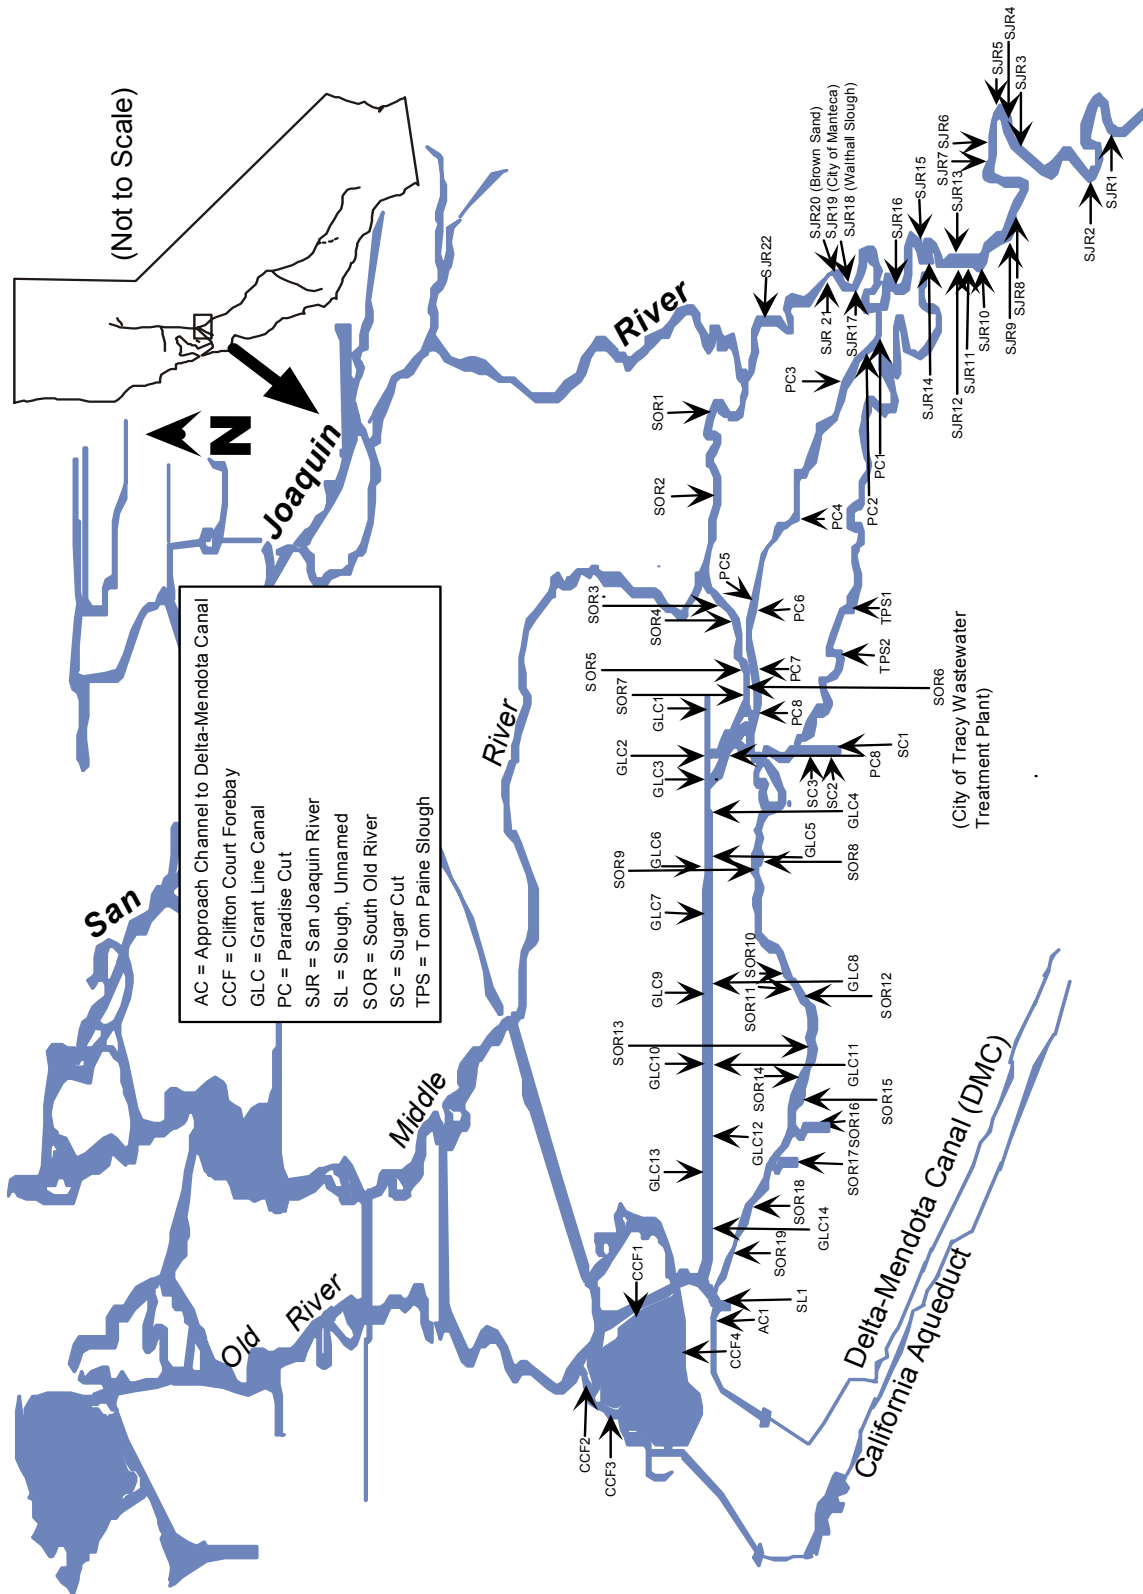 (Not to Scale)
N
San
Joaquin
River
River
Middle
Old
River
AC = Approach Channel to Delta-Mendota Canal
CCF = Clifton Court Forebay
GLC = Grant Line Canal
PC = Paradise Cut
SJR = San Joaquin River
SL = Slough, Unnamed
SOR = South Old River
SC = Sugar Cut
TPS = Tom Paine Slough
CCF2
CCF3
CCF1
CCF4
AC1
SL1
SOR19
GLC14
SOR18
SOR17
SOR16
SOR15
SOR14
SOR13
SOR12
SOR11
SOR10
SOR9
SOR8
GLC13
GLC12
GLC11
GLC10
GLC9
GLC8
GLC7
GLC6
GLC5
GLC4
GLC3
GLC2
GLC1
SOR7
SOR5
SOR4
SOR3
SOR2
SOR1
SC3
SC2
SC1
PC8
PC8
PC7
PC6
PC5
PC4
PC3
PC2
PC1
SOR6
(City of Tracy Wastewater
Treatment Plant)
TPS2
TPS1
SJR22
SJR 21
SJR20 (Brown Sand)
SJR19 (City of Manteca)
SJR18 (Walthall Slough)
SJR17
SJR16
SJR15
SJR14
SJR13
SJR12
SJR11
SJR10
SJR9
SJR8
SJR7
SJR6
SJR5
SJR4
SJR3
SJR2
SJR1
Delta-Mendota Canal (DMC)
California Aqueduct